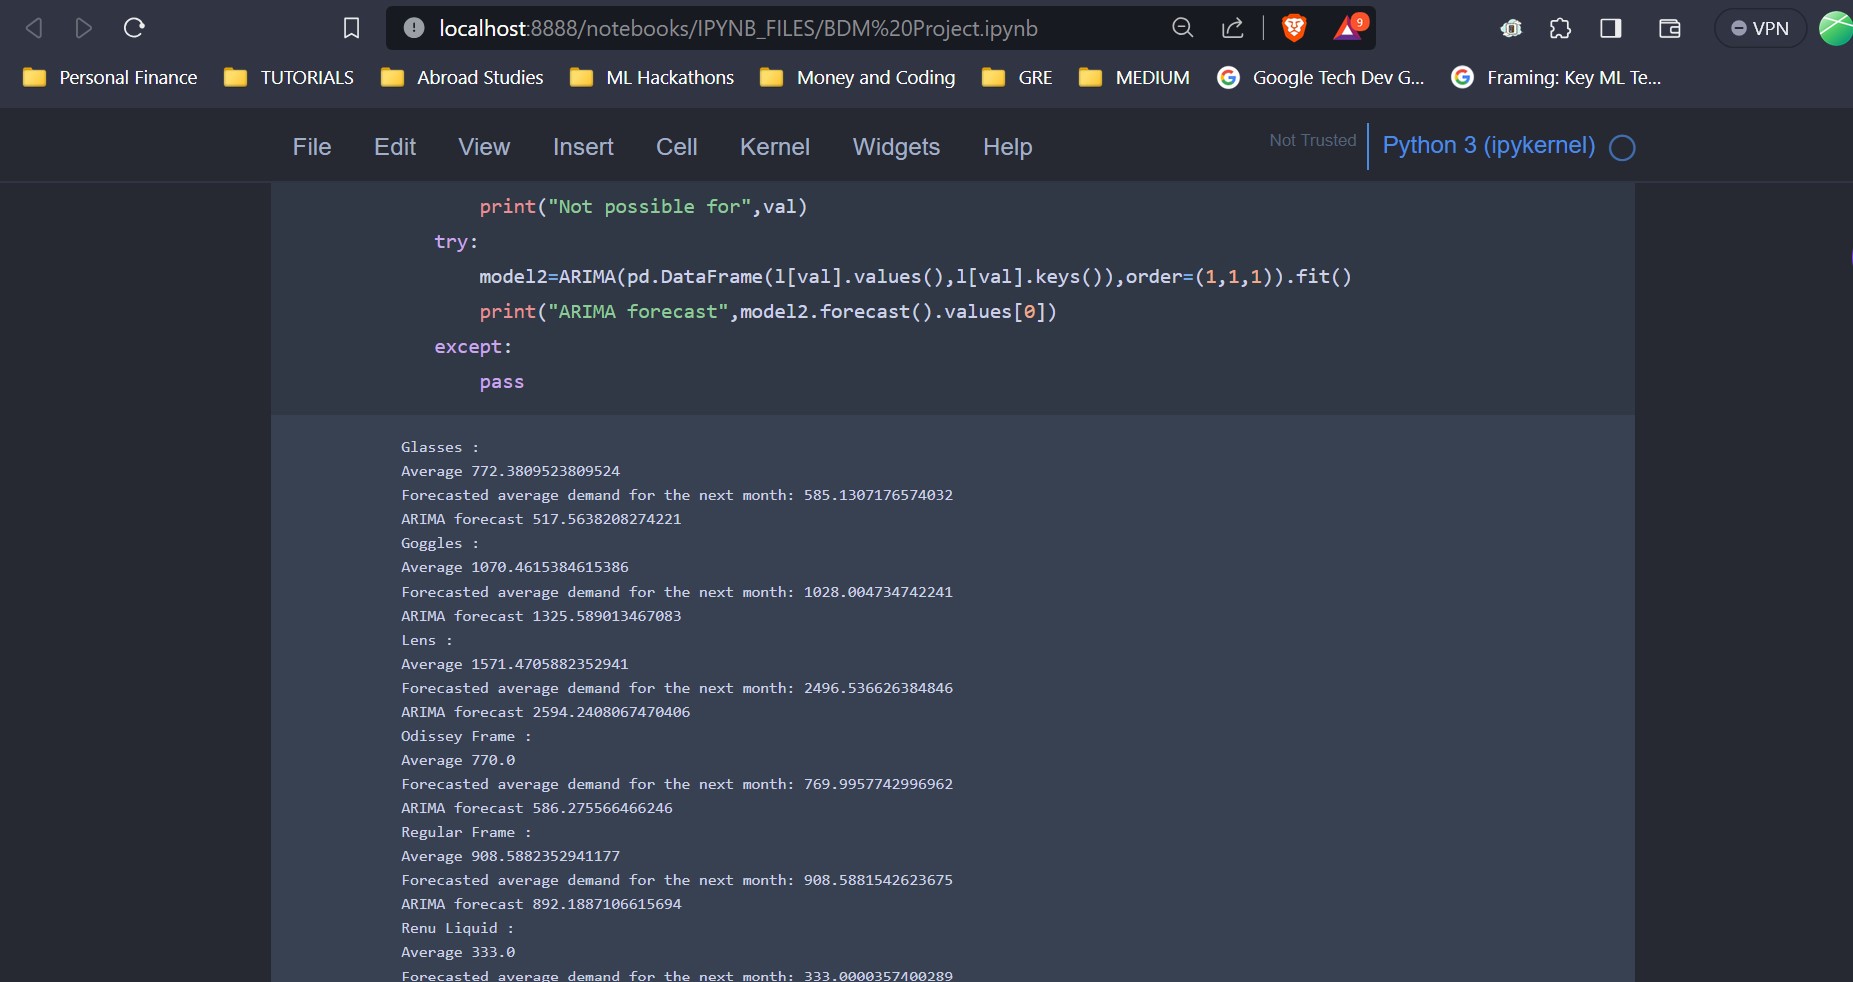 localhost:8888/notebooks/IPYNB_FILES/BDM%20Project.ipynb
9
VPN
Personal Finance TUTORIALS Abroad Studies ML Hackathons Money and Coding GRE MEDIUM Google Tech Dev G... Framing: Key ML Te...
File Edit View Insert Cell Kernel Widgets Help Not Trusted Python 3 (ipykernel)
print("Not possible for",val)
try:
model2=ARIMA(pd.DataFrame(l[val].values(),l[val].keys()),order=(1,1,1)).fit()
print("ARIMA forecast",model2.forecast().values[0])
except:
pass
Glasses :
Average 772.3809523809524
Forecasted average demand for the next month: 585.1307176574032
ARIMA forecast 517.5638208274221
Goggles :
Average 1070.4615384615386
Forecasted average demand for the next month: 1028.004734742241
ARIMA forecast 1325.589013467083
Lens :
Average 1571.4705882352941
Forecasted average demand for the next month: 2496.536626384846
ARIMA forecast 2594.2408067470406
Odissey Frame :
Average 770.0
Forecasted average demand for the next month: 769.9957742996962
ARIMA forecast 586.275566466246
Regular Frame :
Average 908.5882352941177
Forecasted average demand for the next month: 908.5881542623675
ARIMA forecast 892.1887106615694
Renu Liquid :
Average 333.0
Forecasted average demand for the next month: 333.0000357400289